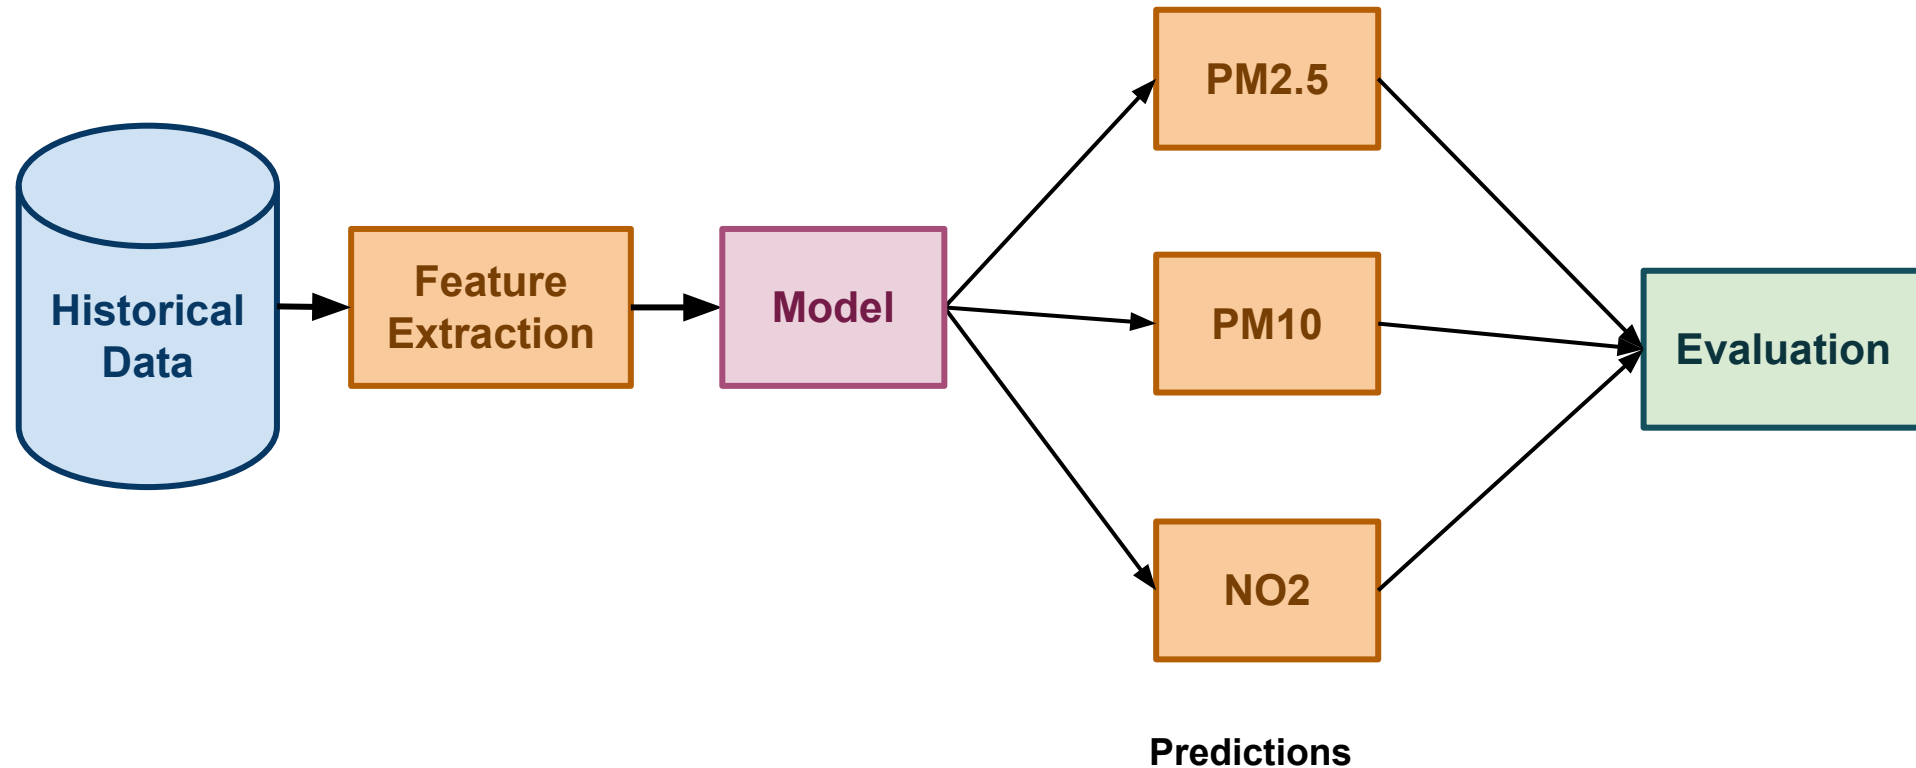 Historical
Data
Feature
Extraction
Model
PM2.5
PM10
NO2
Evaluation
Predictions